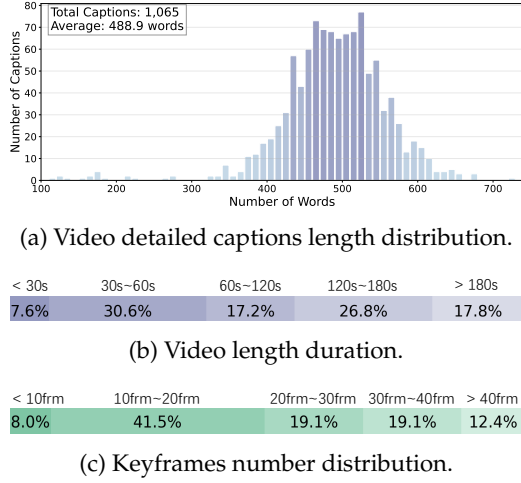 Total Captions: 1,065
Average: 488.9 words
80
70
60
50
40
30
20
10
0
Number of Captions
100 200 300 400 500 600 700
Number of Words
(a) Video detailed captions length distribution.
< 30s 30s~60s 60s~120s 120s~180s > 180s
7.6% 30.6% 17.2% 26.8% 17.8%
(b) Video length duration.
< 10frm 10frm~20frm 20frm~30frm 30frm~40frm > 40frm
8.0% 41.5% 19.1% 19.1% 12.4%
(c) Keyframes number distribution.